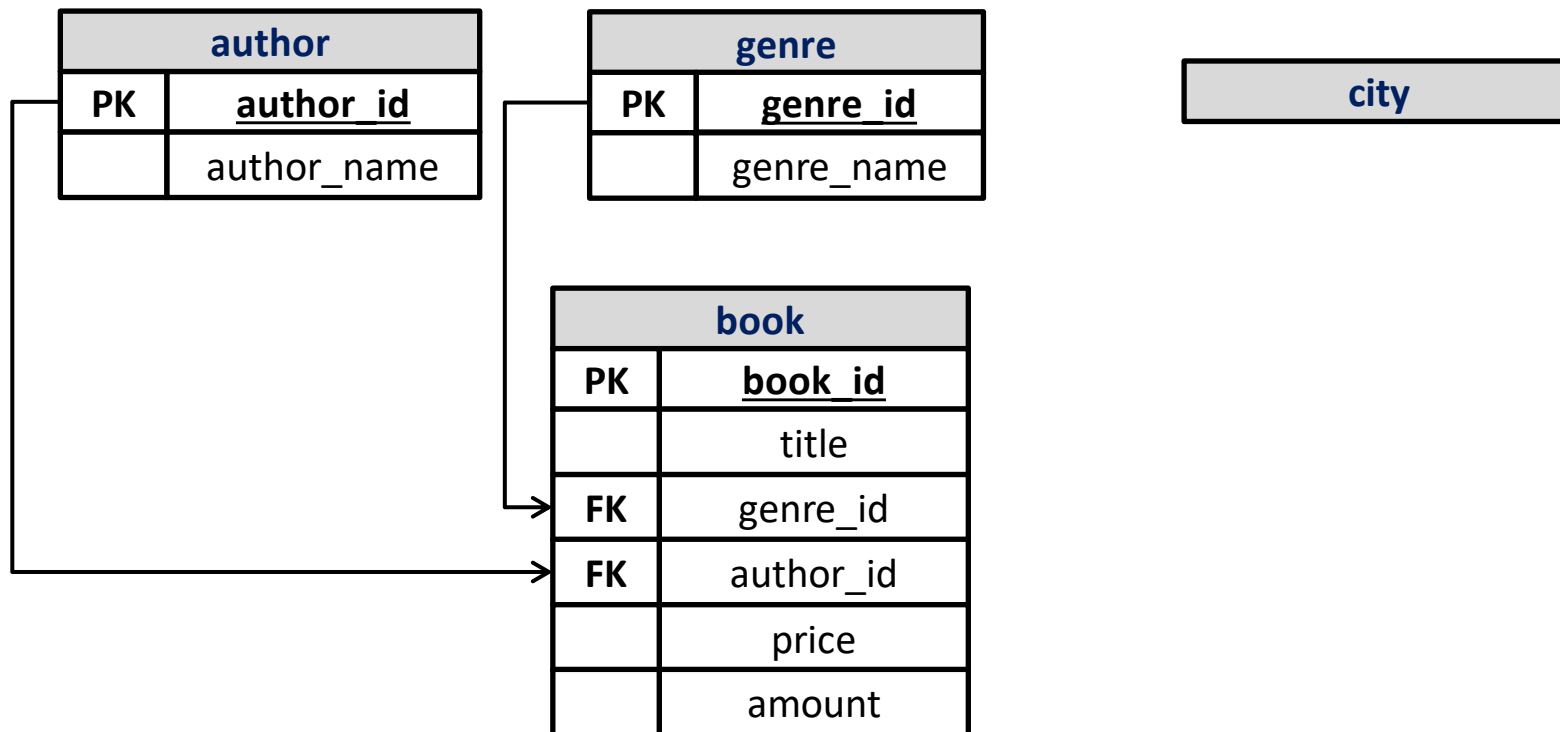 author
PK author_id
author_name
genre
PK genre_id
genre_name
city
book
PK book_id
title
FK genre_id
FK author_id
price
amount